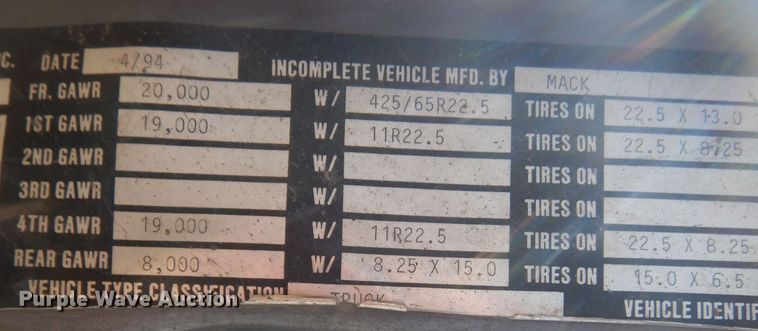 C. DATE 4/94 INCOMPLETE VEHICLE MFD. BY MACK
FR. GAWR 20,000 W/ 425/65R22.5 TIRES ON 22.5 X 13.0
1ST GAWR 19,000 W/ 11R22.5 TIRES ON 22.5 X 8.25
2ND GAWR W/ TIRES ON
3RD GAWR W/ TIRES ON
4TH GAWR 19,000 W/ 11R22.5 TIRES ON 22.5 X 8.25
REAR GAWR 8,000 W/ 8.25 X 15.0 TIRES ON 15.0 X 6.5
VEHICLE TYPE CLASSIFICATION TRUCK VEHICLE IDENTIF
Purple Wave Auction